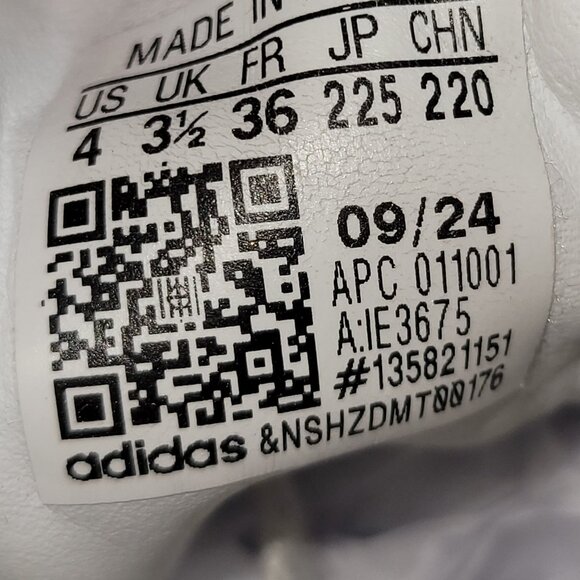 MADE IN
US UK FR JP CHN
4 3½ 36 225 220
09/24
APC 011001
A:IE3675
#135821151
adidas &NSHZDMT00176